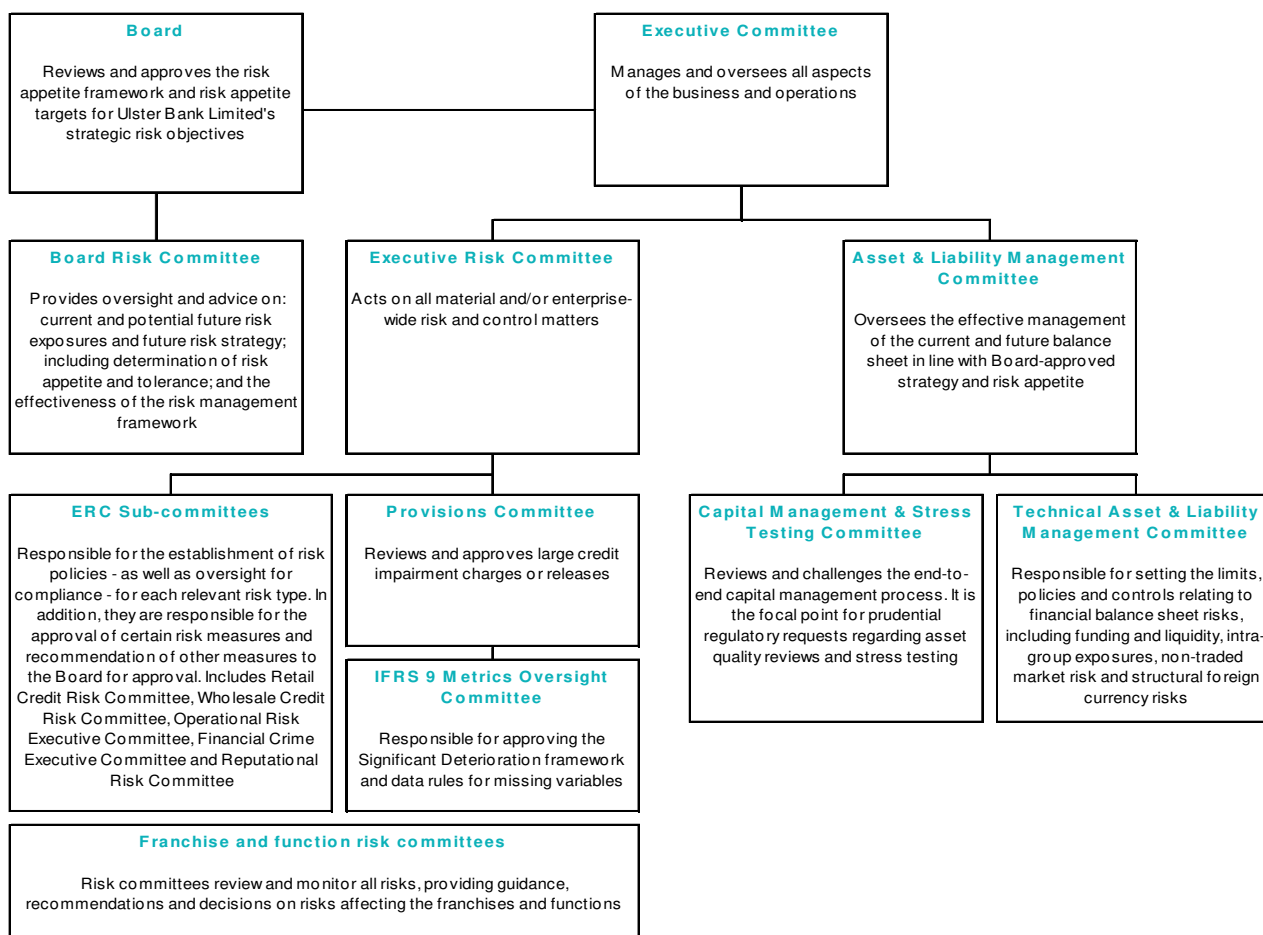 Board
Reviews and approves the risk
appetite framework and risk appetite
targets for Ulster Bank Limited's
strategic risk objectives
Executive Committee
Manages and oversees all aspects
of the business and operations
Board Risk Committee
Provides oversight and advice on:
current and potential future risk
exposures and future risk strategy;
including determination of risk
appetite and tolerance; and the
effectiveness of the risk management
framework
Executive Risk Committee
Acts on all material and/or enterprise-
wide risk and control matters
Asset & Liability Management
Committee
Oversees the effective management
of the current and future balance
sheet in line with Board-approved
strategy and risk appetite
ERC Sub-committees
Responsible for the establishment of risk
policies - as well as oversight for
compliance - for each relevant risk type. In
addition, they are responsible for the
approval of certain risk measures and
recommendation of other measures to
the Board for approval. Includes Retail
Credit Risk Committee, Wholesale Credit
Risk Committee, Operational Risk
Executive Committee, Financial Crime
Executive Committee and Reputational
Risk Committee
Provisions Committee
Reviews and approves large credit
impairment charges or releases
IFRS 9 Metrics Oversight
Committee
Responsible for approving the
Significant Deterioration framework
and data rules for missing variables
Capital Management & Stress
Testing Committee
Reviews and challenges the end-to-
end capital management process. It is
the focal point for prudential
regulatory requests regarding asset
quality reviews and stress testing
Technical Asset & Liability
Management Committee
Responsible for setting the limits,
policies and controls relating to
financial balance sheet risks,
including funding and liquidity, intra-
group exposures, non-traded
market risk and structural foreign
currency risks
Franchise and function risk committees
Risk committees review and monitor all risks, providing guidance,
recommendations and decisions on risks affecting the franchises and functions